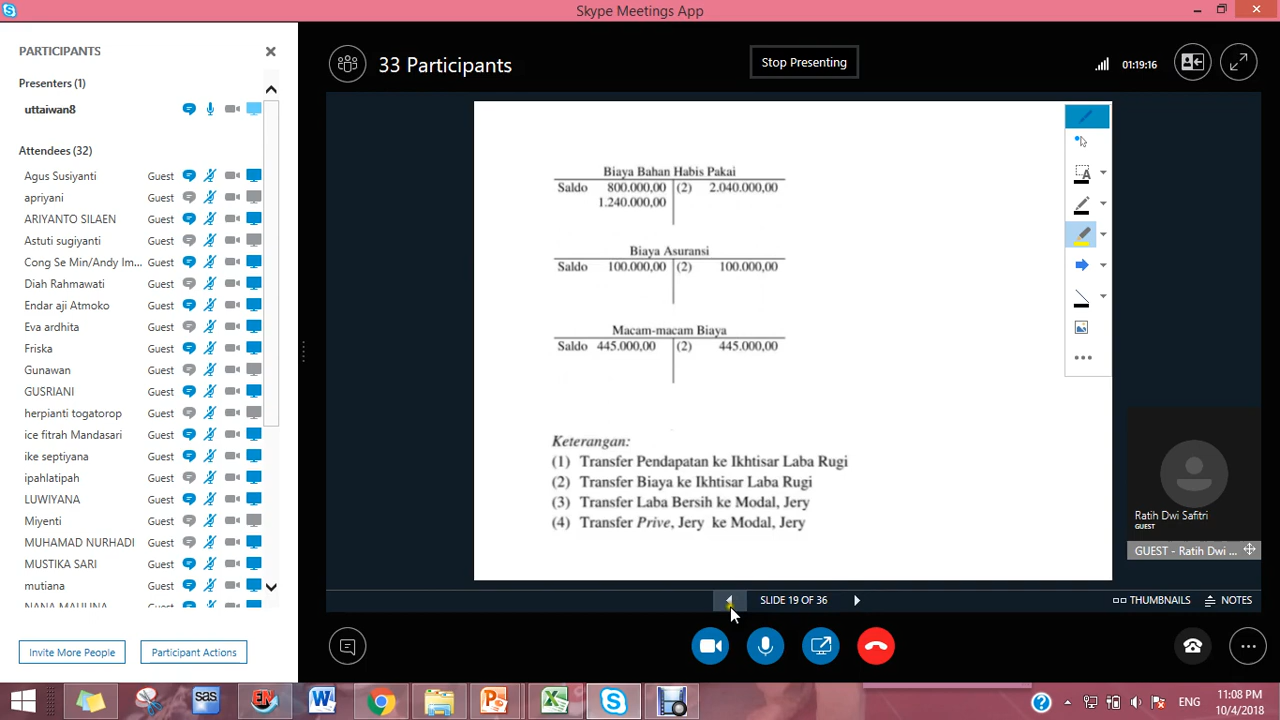 Skype Meetings App
PARTICIPANTS
Presenters (1)
uttaiwan8
Attendees (32)
Agus Susiyanti Guest
apriyani Guest
ARIYANTO SILAEN Guest
Astuti sugiyanti Guest
Cong Se Min/Andy Im... Guest
Diah Rahmawati Guest
Endar aji Atmoko Guest
Eva ardhita Guest
Friska Guest
Gunawan Guest
GUSRIANI Guest
herpianti togatorop Guest
ice fitrah Mandasari Guest
ike septiyana Guest
ipahlatipah Guest
LUWIYANA Guest
Miyenti Guest
MUHAMAD NURHADI Guest
MUSTIKA SARI Guest
mutiana Guest
NANA MAULINA Guest
Invite More People
Participant Actions
33 Participants
Stop Presenting
01:19:16
Biaya Bahan Habis Pakai
Saldo 800.000,00 (2) 2.040.000,00
1.240.000,00
Biaya Asuransi
Saldo 100.000,00 (2) 100.000,00
Macam-macam Biaya
Saldo 445.000,00 (2) 445.000,00
Keterangan:
(1) Transfer Pendapatan ke Ikhtisar Laba Rugi
(2) Transfer Biaya ke Ikhtisar Laba Rugi
(3) Transfer Laba Bersih ke Modal, Jery
(4) Transfer Prive, Jery ke Modal, Jery
Ratih Dwi Safitri
GUEST
GUEST - Ratih Dwi ...
SLIDE 19 OF 36
THUMBNAILS
NOTES
sas
EN
ENG
11:08 PM
10/4/2018